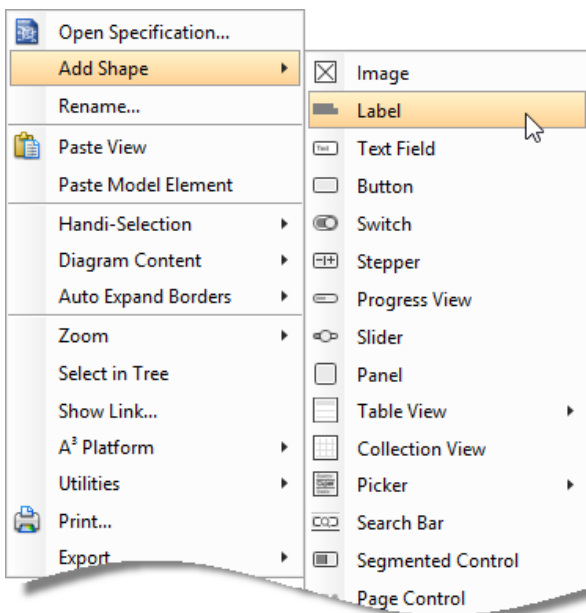 Open Specification...
Add Shape
Rename...
Paste View
Paste Model Element
Handi-Selection
Diagram Content
Auto Expand Borders
Zoom
Select in Tree
Show Link...
A³ Platform
Utilities
Print...
Export
Image
Label
Text Field
Button
Switch
Stepper
Progress View
Slider
Panel
Table View
Collection View
Picker
Search Bar
Segmented Control
Page Control